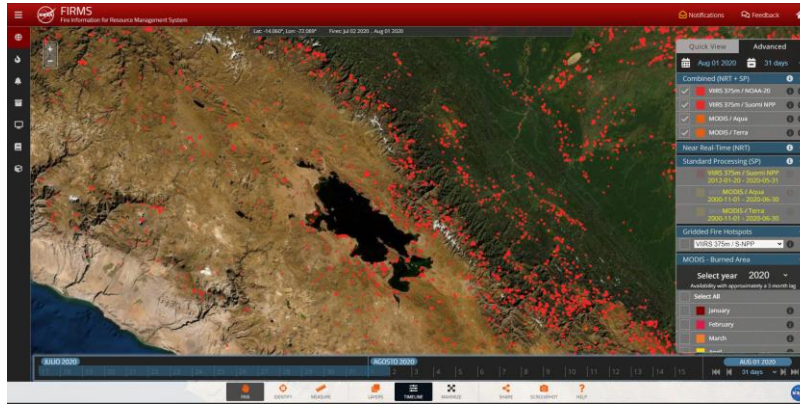 FIRMS
Fire Information for Resource Management System
Notifications
Feedback
Lat: -14.860°, Lon: -73.089° Fires: Jul 02 2020 .. Aug 01 2020
Quick View Advanced
Aug 01 2020 31 days
Combined (NRT + SP)
VIIRS 375m / NOAA-20
VIIRS 375m / Suomi NPP
MODIS / Aqua
MODIS / Terra
Near Real-Time (NRT)
Standard Processing (SP)
VIIRS 375m / Suomi NPP
2012-01-20 - 2020-05-31
MODIS / Aqua
2000-11-01 - 2020-06-30
MODIS / Terra
2000-11-01 - 2020-06-30
Gridded Fire Hotspots
VIIRS 375m / S-NPP
MODIS - Burned Area
Select year 2020
Availability with approximately a 3 month lag
Select All
January
February
March
JULIO 2020
AGOSTO 2020
AUG 01 2020
2 3 4 5 6 7 8 9 10 11 12 13 14 15
31 days
IDENTIFY
MEASURE
LAYERS
TIMELINE
MAXIMIZE
SHARE
SCREENSHOT
HELP